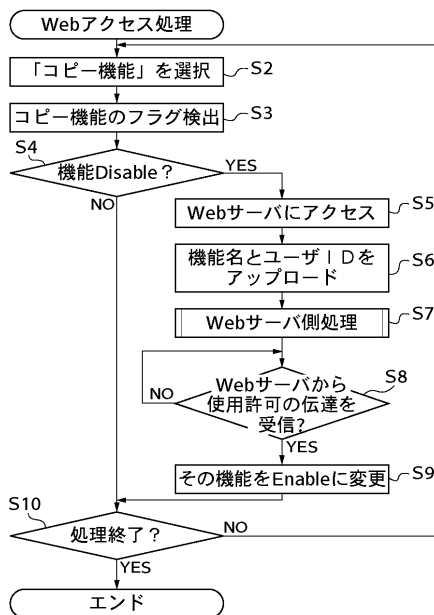 Webアクセス処理
「コピー機能」を選択
S2
コピー機能のフラグ検出
S3
S4
機能Disable？
YES
NO
Webサーバにアクセス
S5
機能名とユーザＩＤを
アップロード
S6
Webサーバ側処理
S7
Webサーバから
使用許可の伝達を
受信?
S8
NO
YES
その機能をEnableに変更
S9
S10
処理終了？
NO
YES
エンド